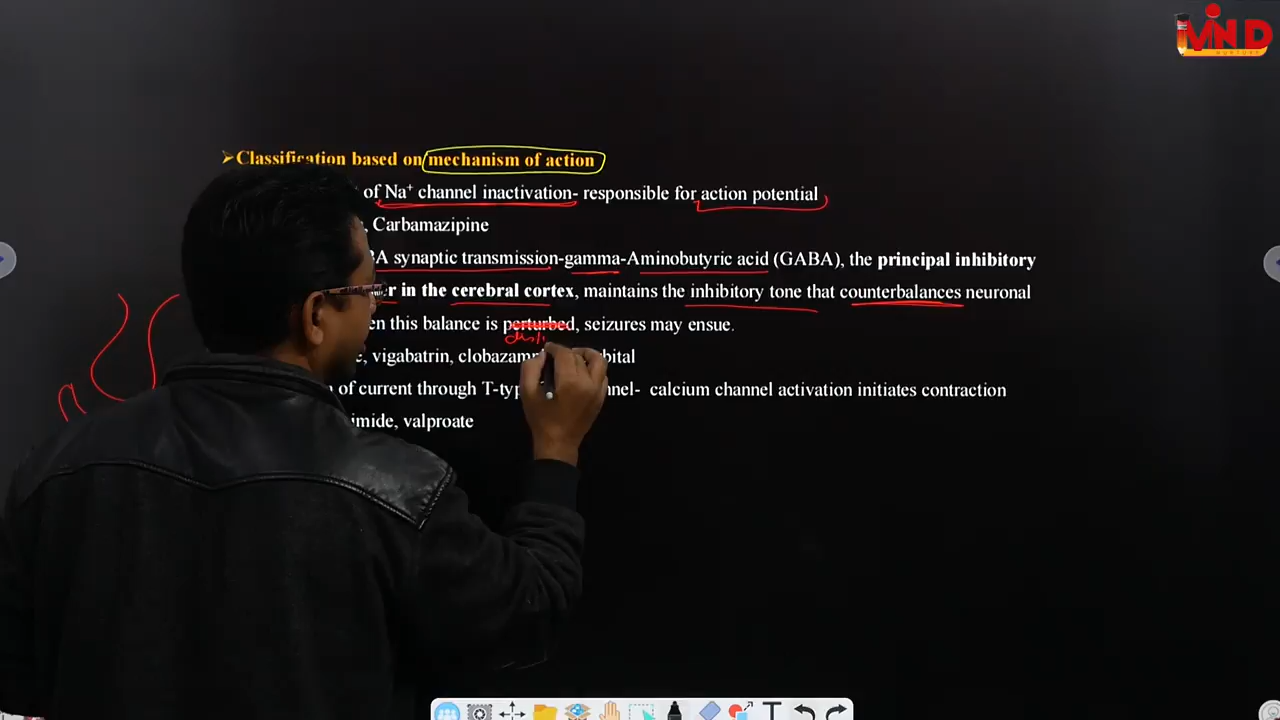 MIND
➤Classification based on mechanism of action
of Na⁺ channel inactivation- responsible for action potential
, Carbamazipine
BA synaptic transmission-gamma-Aminobutyric acid (GABA), the principal inhibitory
er in the cerebral cortex, maintains the inhibitory tone that counterbalances neuronal
en this balance is perturbed, seizures may ensue.
e, vigabatrin, clobazam bital
n of current through T-typ nel- calcium channel activation initiates contraction
imide, valproate